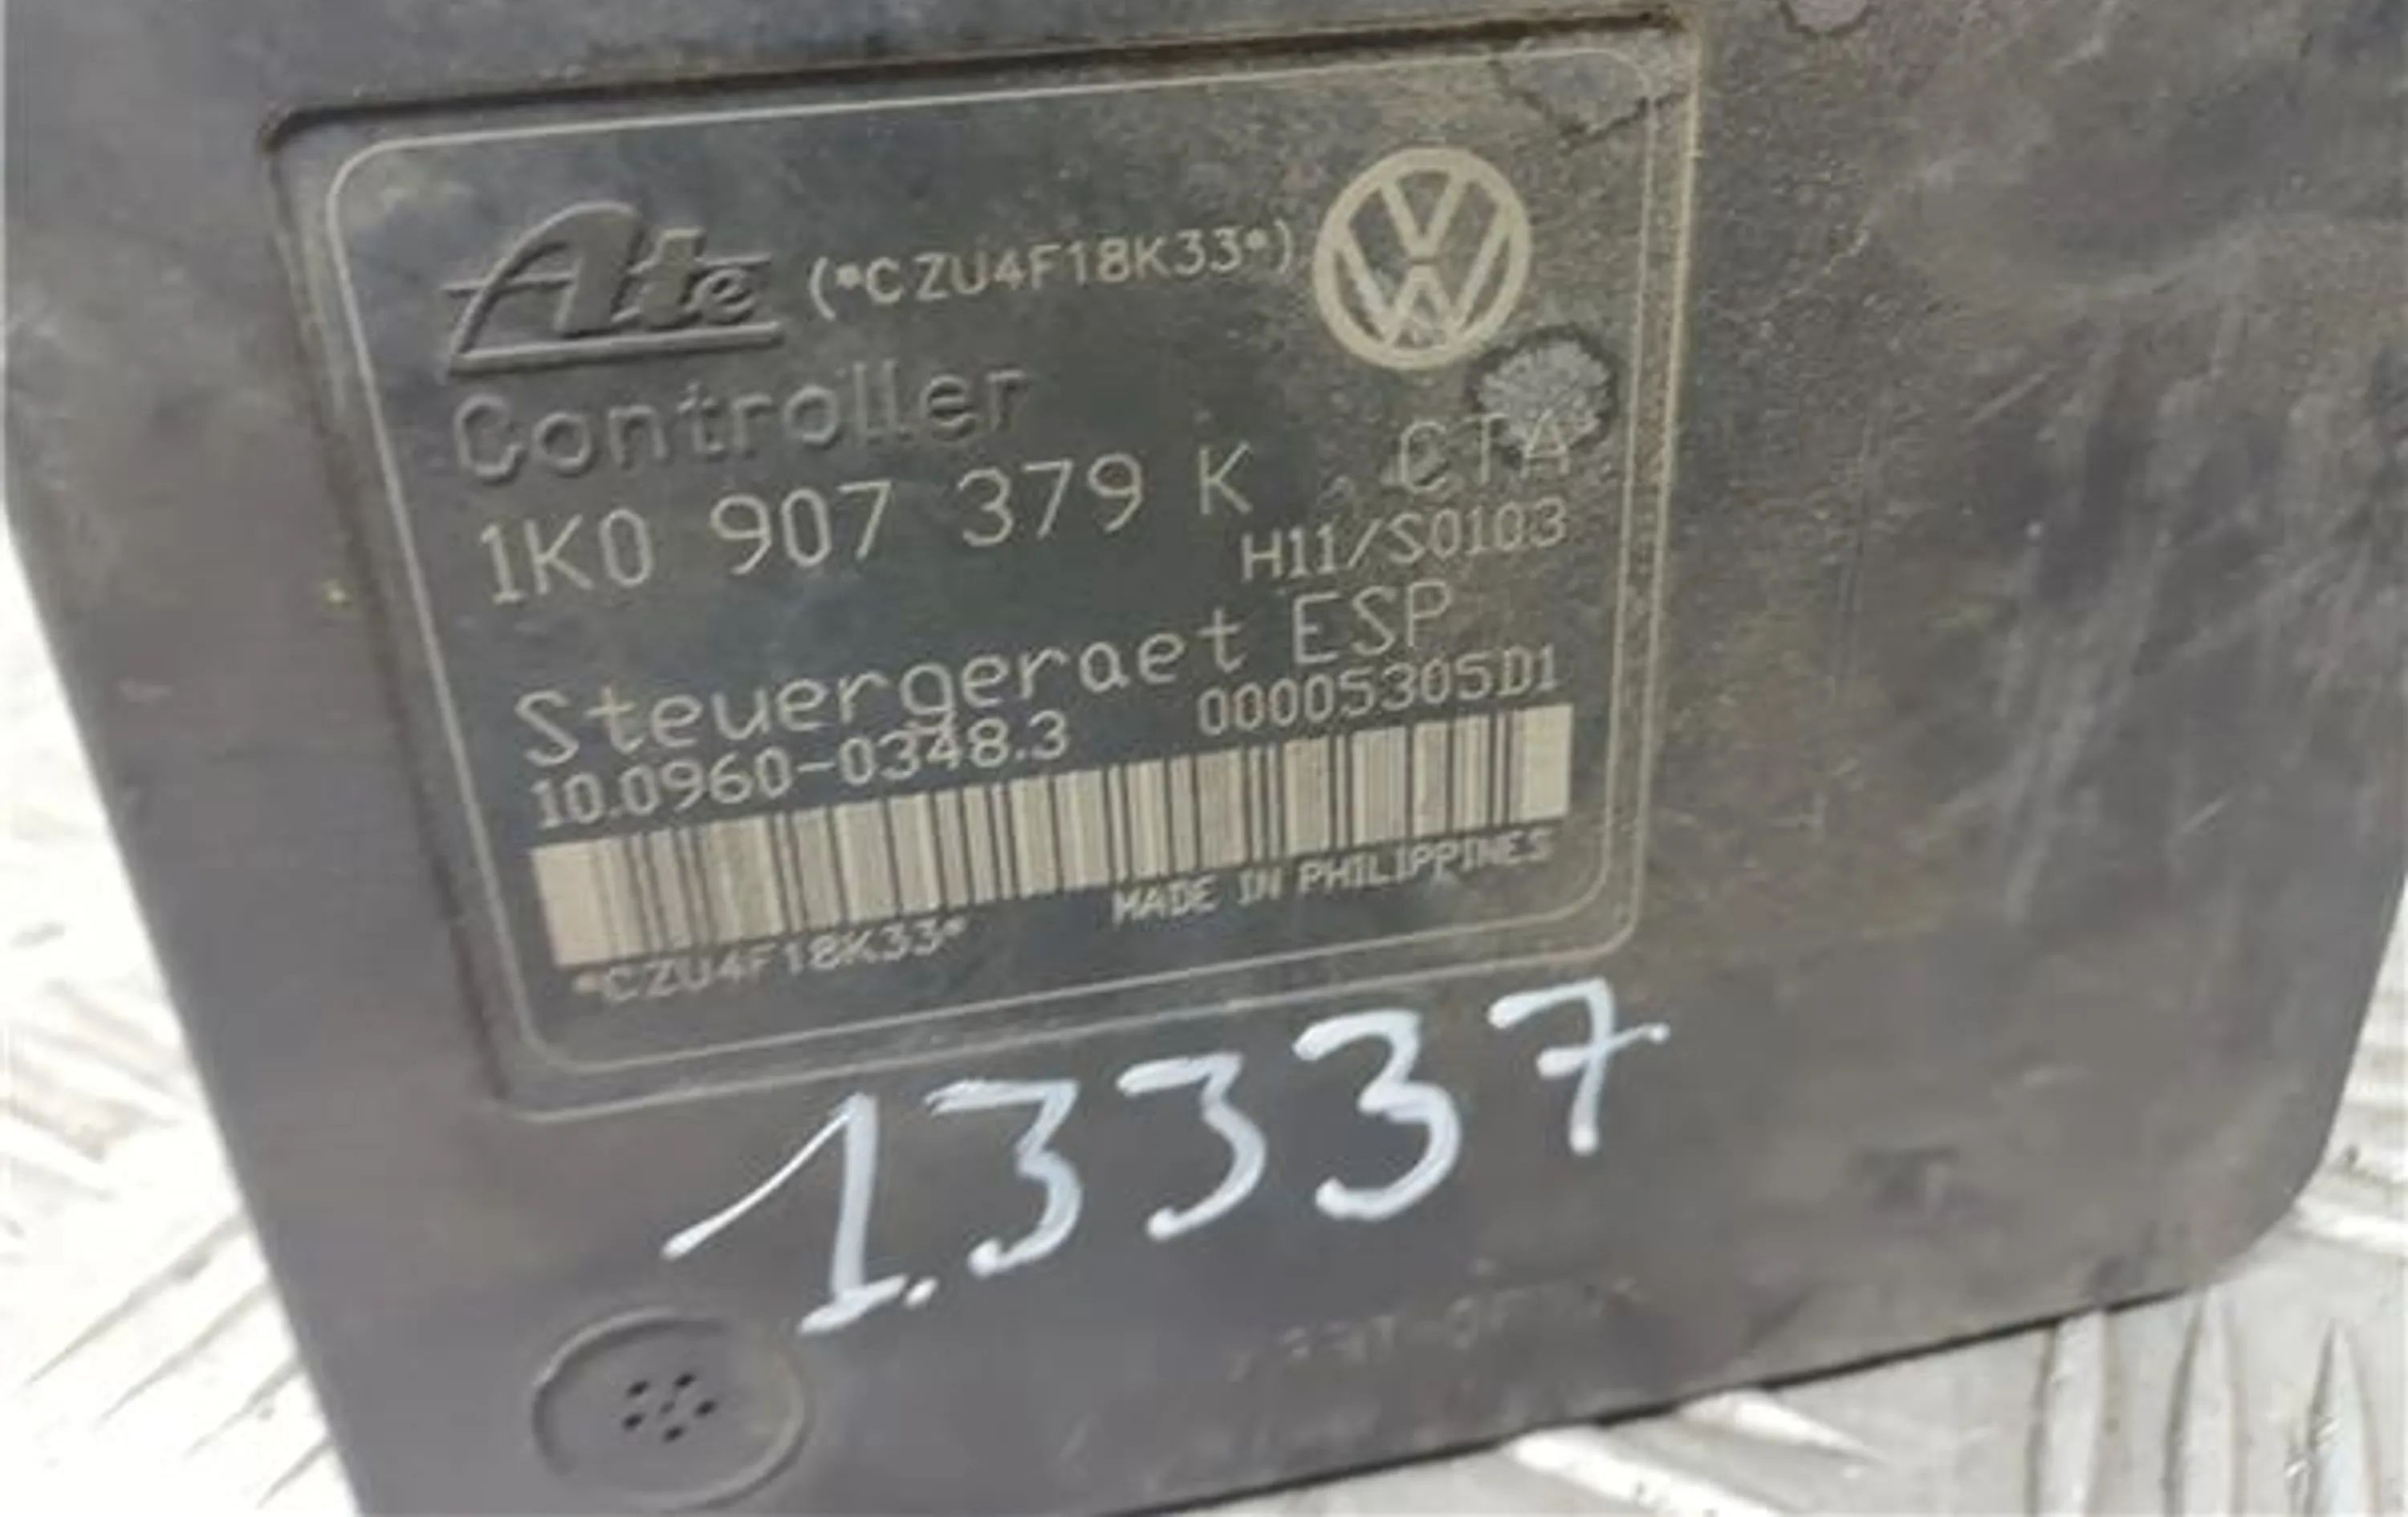 Ate (*CZU4F18K33*)
Controller
1K0 907 379 K CTA
H11/S0103
Steuergeraet ESP
10.0960-0348.3 00005305D1
MADE IN PHILIPPINES
*CZU4F18K33*
1.3337